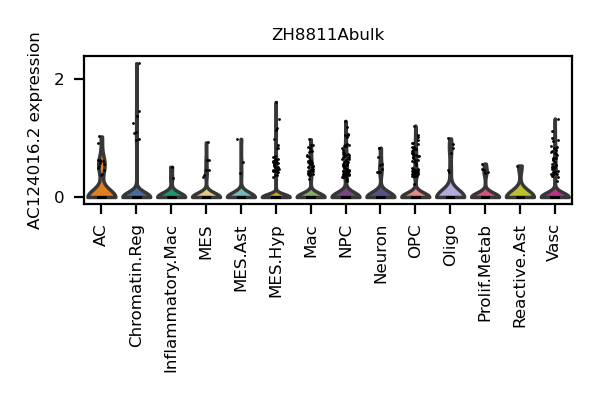 ZH8811Abulk
AC124016.2 expression
2
0
AC
Chromatin.Reg
Inflammatory.Mac
MES
MES.Ast
MES.Hyp
Mac
NPC
Neuron
OPC
Oligo
Prolif.Metab
Reactive.Ast
Vasc